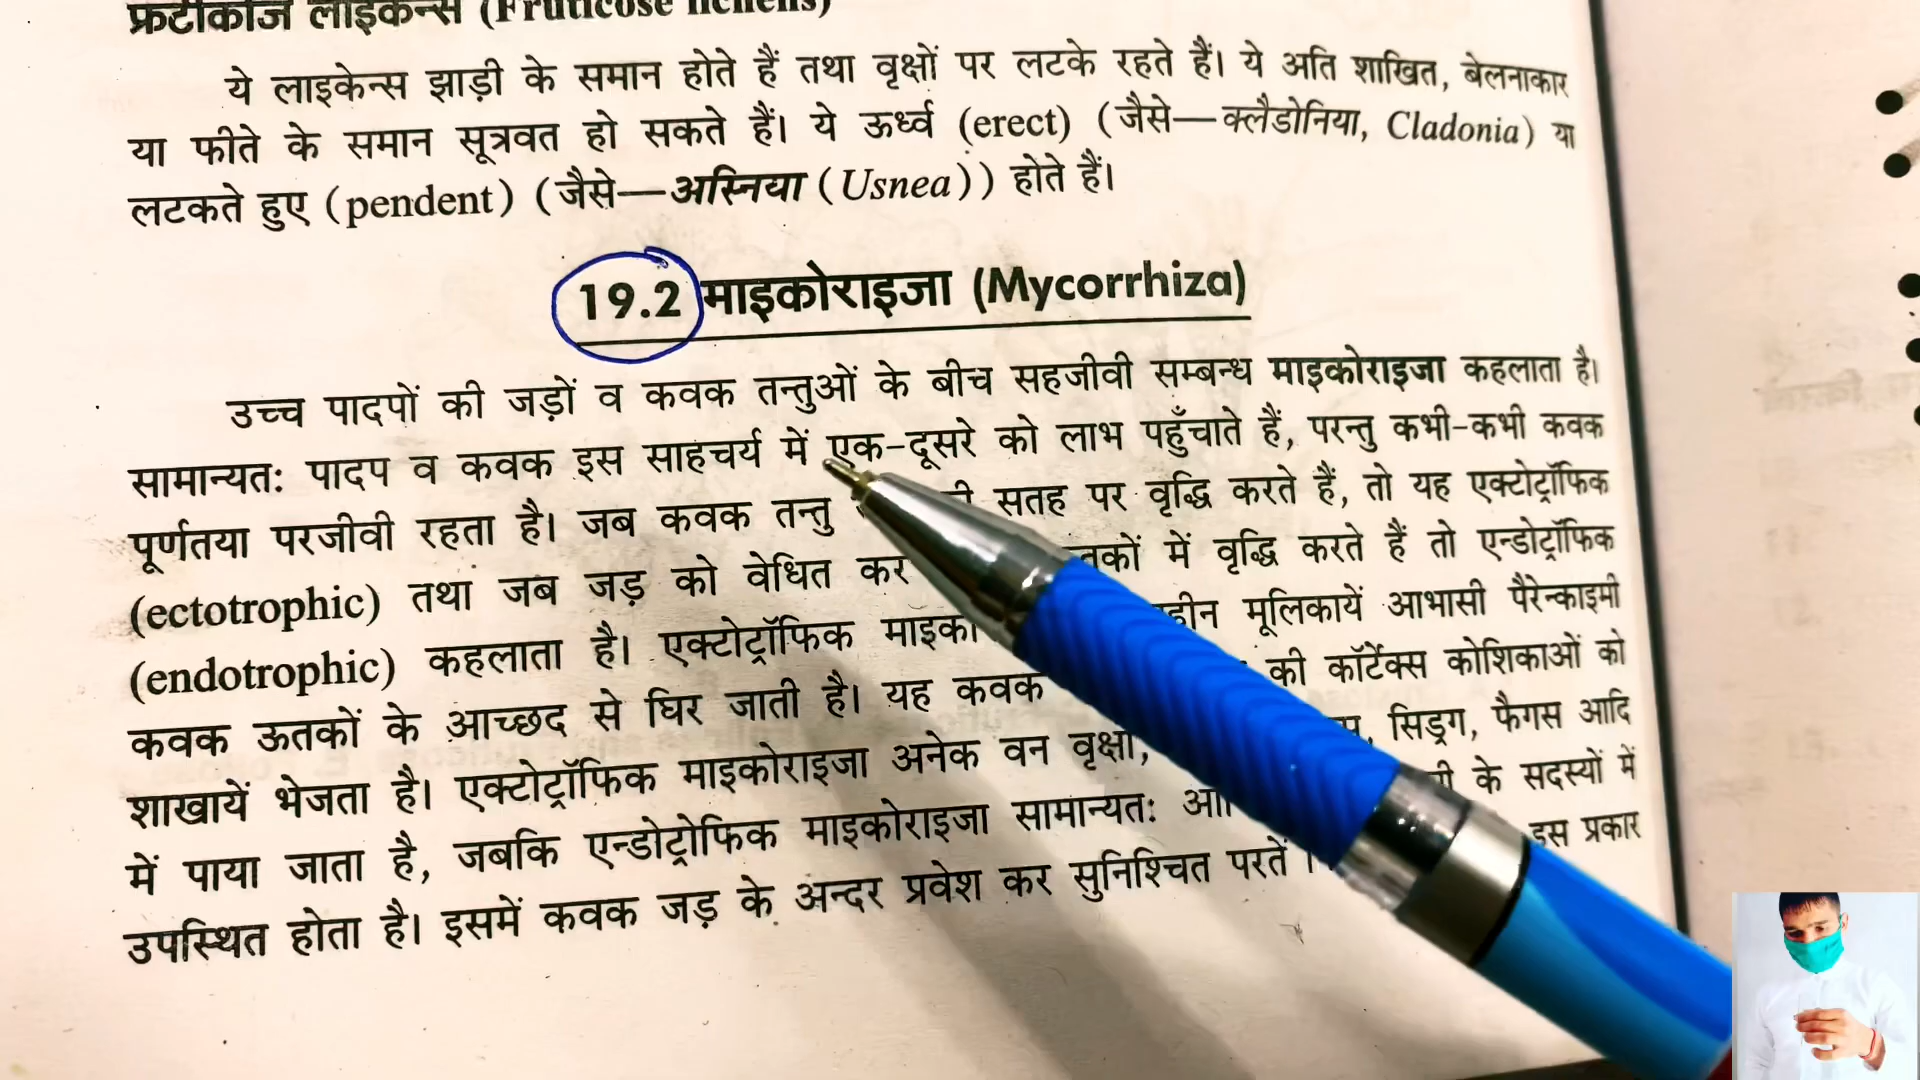 फ्रूटीकोज लाइकेन्स (Fruticose lichens)
ये लाइकेन्स झाड़ी के समान होते हैं तथा वृक्षों पर लटके रहते हैं। ये अति शाखित, बेलनाकार
या फीते के समान सूत्रवत हो सकते हैं। ये ऊर्ध्व (erect) (जैसे—क्लैडोनिया, Cladonia) या
लटकते हुए (pendent) (जैसे—अस्निया (Usnea)) होते हैं।
19.2 माइकोराइजा (Mycorrhiza)
उच्च पादपों की जड़ों व कवक तन्तुओं के बीच सहजीवी सम्बन्ध माइकोराइजा कहलाता है।
सामान्यतः पादप व कवक इस साहचर्य में एक-दूसरे को लाभ पहुँचाते हैं, परन्तु कभी-कभी कवक
पूर्णतया परजीवी रहता है। जब कवक तन्तु सतह पर वृद्धि करते हैं, तो यह एक्टोट्रॉफिक
(ectotrophic) तथा जब जड़ को वेधित कर में वृद्धि करते हैं तो एन्डोट्रॉफिक
(endotrophic) कहलाता है। एक्टोट्रॉफिक मूलिकायें आभासी पैरेन्काइमी
कवक ऊतकों के आच्छद से घिर जाती है। यह कवक की कॉर्टेक्स कोशिकाओं को
शाखायें भेजता है। एक्टोट्रॉफिक माइकोराइजा अनेक वन वृक्षों, सिड्रग, फैगस आदि
में पाया जाता है, जबकि एन्डोट्रोफिक माइकोराइजा सामान्यतः के सदस्यों में
उपस्थित होता है। इसमें कवक जड़ के अन्दर प्रवेश कर सुनिश्चित परतें इस प्रकार